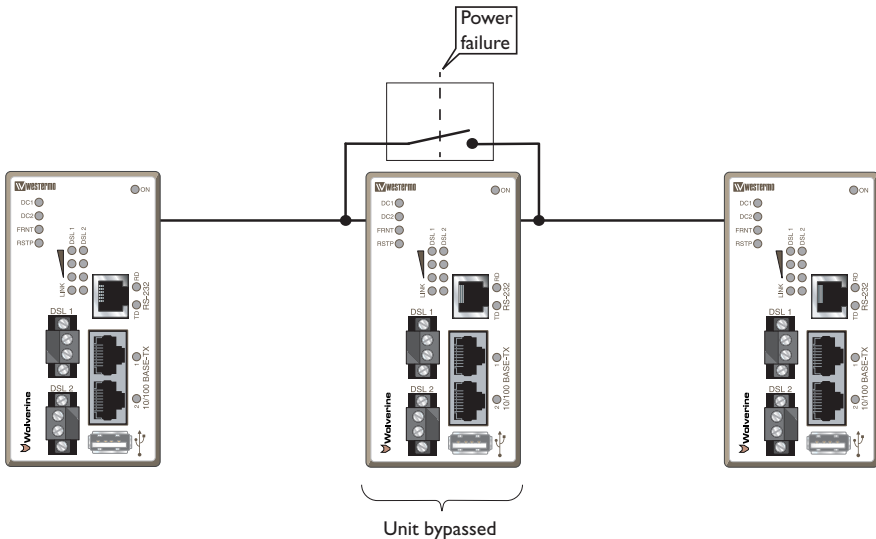 Power
failure
Westermo
ON
DC1
DC2
FRNT
RSTP
DSL 1
DSL 2
LINK
RD
TD
RS-232
DSL 1
DSL 2
1
2
10/100 BASE-TX
Wolverine
Westermo
ON
DC1
DC2
FRNT
RSTP
DSL 1
DSL 2
LINK
RD
TD
RS-232
DSL 1
DSL 2
1
2
10/100 BASE-TX
Wolverine
Westermo
ON
DC1
DC2
FRNT
RSTP
DSL 1
DSL 2
LINK
RD
TD
RS-232
DSL 1
DSL 2
1
2
10/100 BASE-TX
Wolverine
Unit bypassed